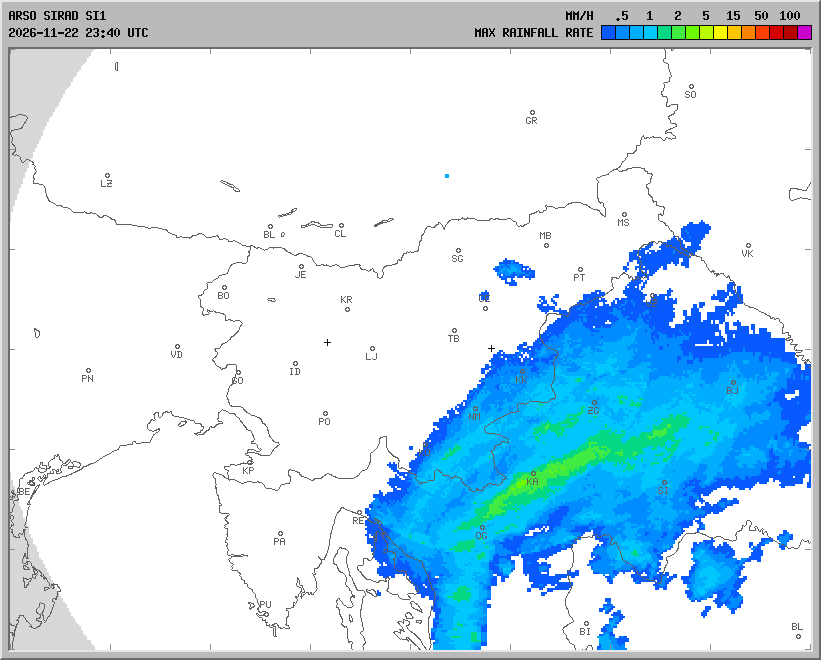 ARSO SIRAD SI1
2026-11-22 23:40 UTC
MM/H .5 1 2 5 15 50 100
MAX RAINFALL RATE
SO
GR
LZ
MS
BL
CL
MB
VK
SG
JE
PT
BO
KR
TB
VD
LJ
ID
PN
GO
KK
BJ
NM
ZG
PO
KP
KA
SI
BE
RE
OG
PA
PU
BI
BL